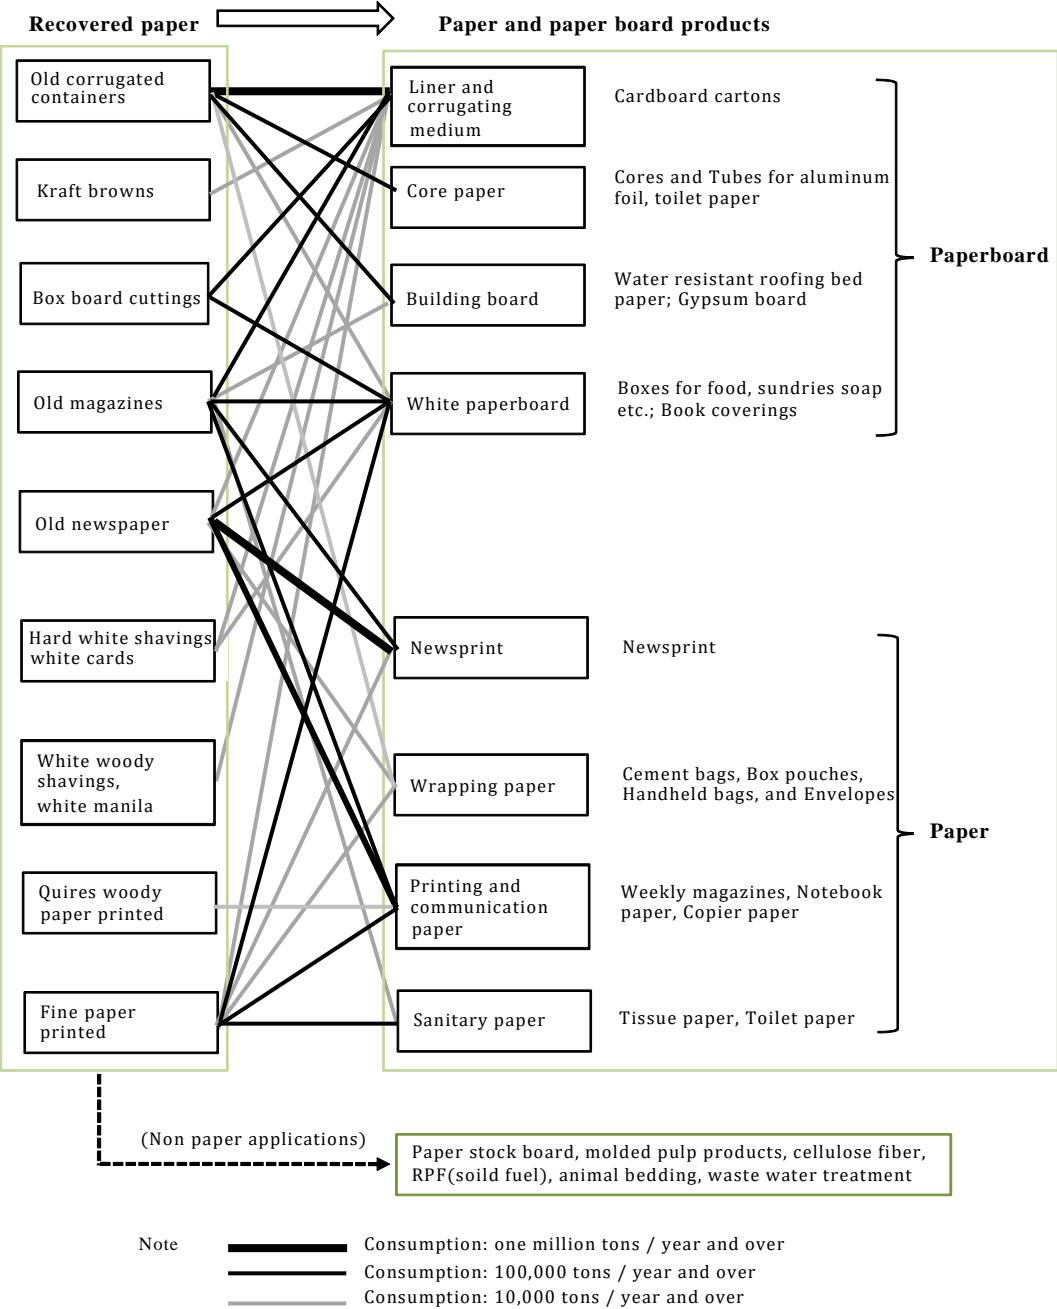 Recovered paper
Paper and paper board products
Old corrugated
containers
Liner and
corrugating
medium
Cardboard cartons
Kraft browns
Core paper
Cores and Tubes for aluminum
foil, toilet paper
Paperboard
Box board cuttings
Building board
Water resistant roofing bed
paper; Gypsum board
Old magazines
White paperboard
Boxes for food, sundries soap
etc.; Book coverings
Old newspaper
Hard white shavings
white cards
Newsprint
Newsprint
White woody
shavings,
white manila
Wrapping paper
Cement bags, Box pouches,
Handheld bags, and Envelopes
Paper
Quires woody
paper printed
Printing and
communication
paper
Weekly magazines, Notebook
paper, Copier paper
Fine paper
printed
Sanitary paper
Tissue paper, Toilet paper
(Non paper applications)
Paper stock board, molded pulp products, cellulose fiber,
RPF(soild fuel), animal bedding, waste water treatment
Note
Consumption: one million tons / year and over
Consumption: 100,000 tons / year and over
Consumption: 10,000 tons / year and over